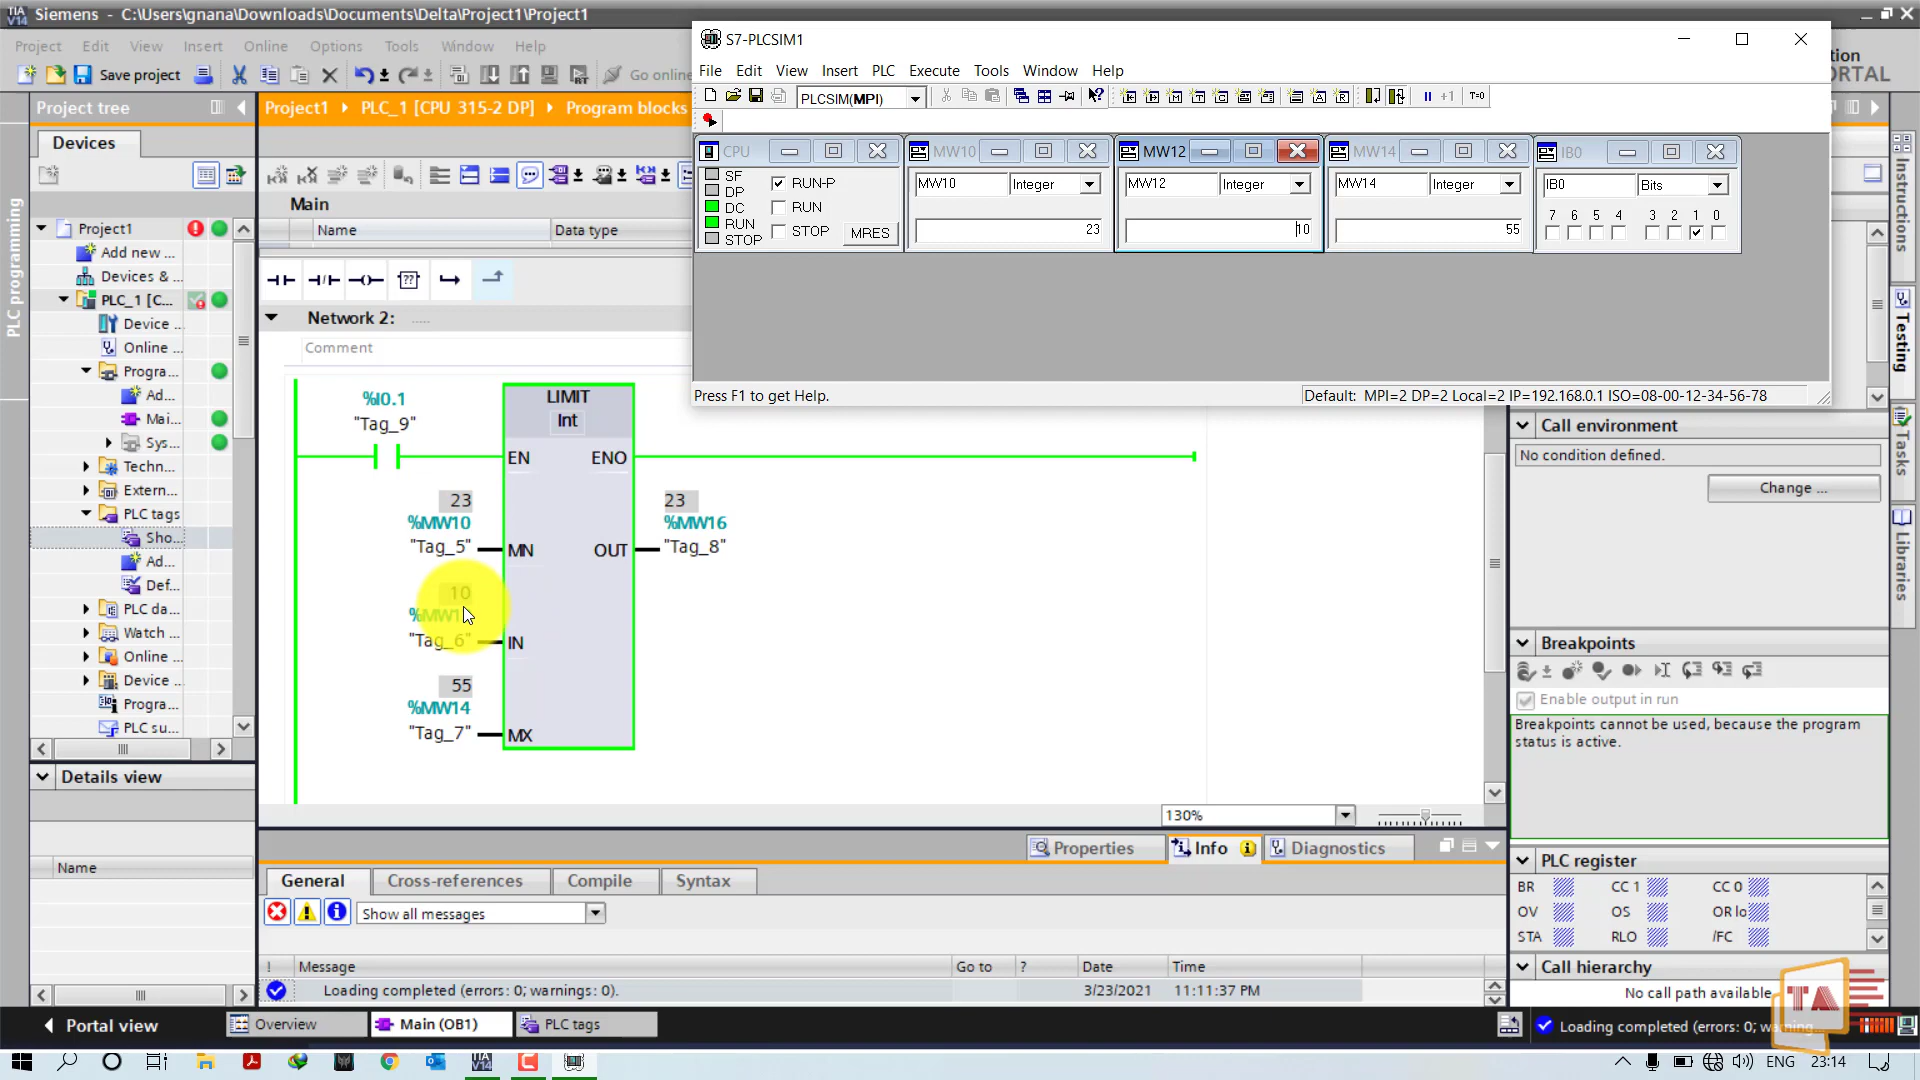 TIA
V14
Siemens - C:\Users\gnana\Downloads\Documents\Delta\Project1\Project1
Project Edit View Insert Online Options Tools Window Help
Save project
Go online
PORTAL
S7-PLCSIM1
File Edit View Insert PLC Execute Tools Window Help
PLCSIM(MPI)
+1
T=0
Project tree
Project1 PLC_1 [CPU 315-2 DP] Program blocks
Devices
PLC programming
CPU
SF
DP
DC
RUN
STOP
RUN-P
RUN
STOP
MRES
MW10
MW10 Integer
23
MW12
MW12 Integer
10
MW14
MW14 Integer
55
IB0
IB0 Bits
7 6 5 4 3 2 1 0
Main
Name Data type
Project1
Add new ...
Devices & ...
PLC_1 [C...
Device ...
Online ...
Progra...
Ad...
Mai...
Sys...
Techn...
Extern...
PLC tags
Sho...
Ad...
Def...
PLC da...
Watch ...
Online ...
Device ...
Progra...
PLC su...
??
Network 2: .....
Comment
%I0.1
"Tag_9"
LIMIT
Int
EN ENO
23
%MW10
"Tag_5"
MN OUT
23
%MW16
"Tag_8"
10
"Tag_6"
IN
55
%MW14
"Tag_7"
MX
130%
Press F1 to get Help.
Default: MPI=2 DP=2 Local=2 IP=192.168.0.1 ISO=08-00-12-34-56-78
Instructions
Testing
Tasks
Libraries
Call environment
No condition defined.
Change ...
Breakpoints
Enable output in run
Breakpoints cannot be used, because the program
status is active.
PLC register
BR CC 1 CC 0
OV OS OR lo
STA RLO /FC
Call hierarchy
No call path available
Details view
Name
Properties Info Diagnostics
General Cross-references Compile Syntax
Show all messages
! Message Go to ? Date Time
Loading completed (errors: 0; warnings: 0). 3/23/2021 11:11:37 PM
Portal view
Overview
Main (OB1)
PLC tags
Loading completed (errors: 0; warning...
TA
TIA
V14
ENG 23:14